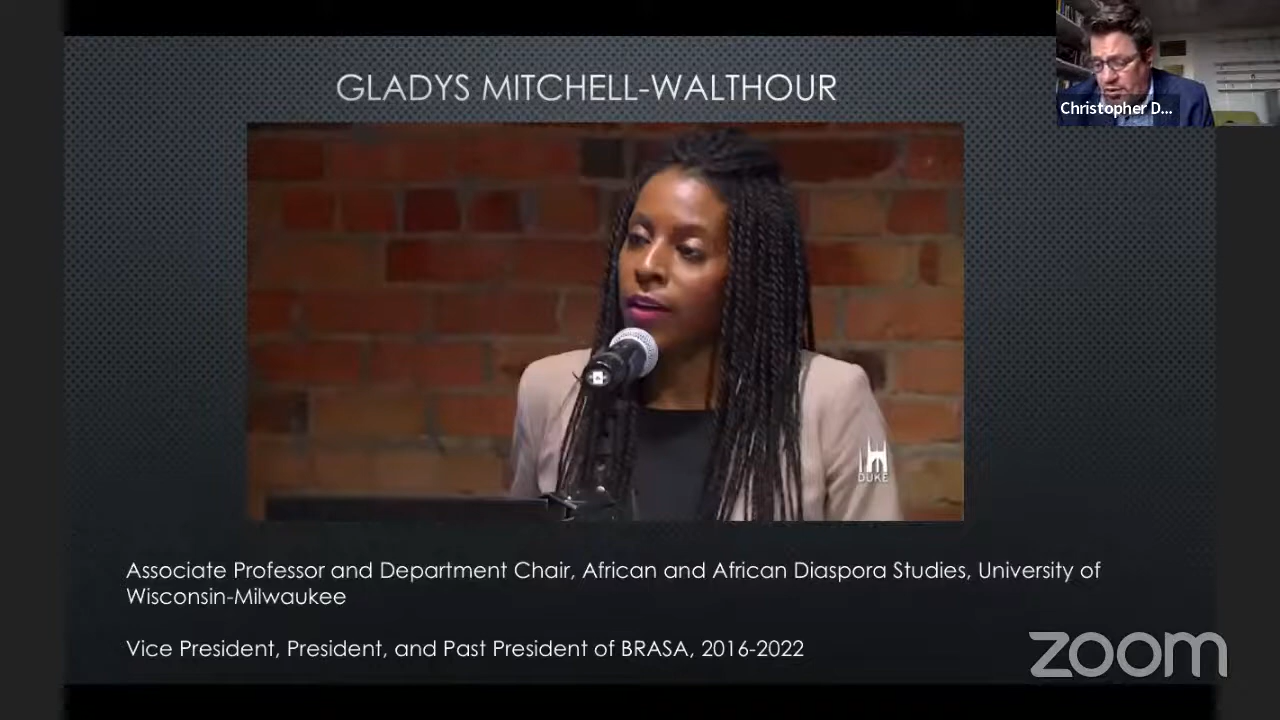 GLADYS MITCHELL-WALTHOUR
Christopher D...
DUKE
Associate Professor and Department Chair, African and African Diaspora Studies, University of
Wisconsin-Milwaukee
Vice President, President, and Past President of BRASA, 2016-2022
zoom